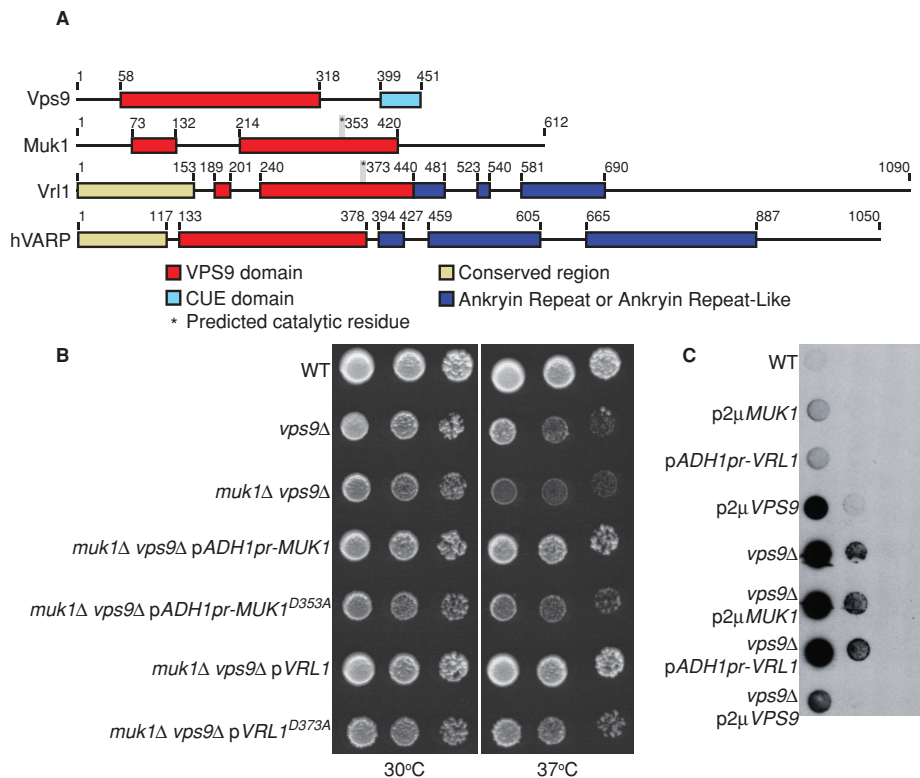 A
1 58 318 399 451
Vps9
1 73 132 214 *353 420 612
Muk1
1 153 189 201 240 *373 440 481 523 540 581 690 1090
Vrl1
1 117 133 378 394 427 459 605 665 887 1050
hVARP
VPS9 domain
Conserved region
CUE domain
Ankryin Repeat or Ankryin Repeat-Like
* Predicted catalytic residue
B
WT
vps9Δ
muk1Δ vps9Δ
muk1Δ vps9Δ pADH1pr-MUK1
muk1Δ vps9Δ pADH1pr-MUK1D353A
muk1Δ vps9Δ pVRL1
muk1Δ vps9Δ pVRL1D373A
30oC 37oC
C
WT
p2μMUK1
pADH1pr-VRL1
p2μVPS9
vps9Δ
vps9Δ
p2μMUK1
vps9Δ
pADH1pr-VRL1
vps9Δ
p2μVPS9